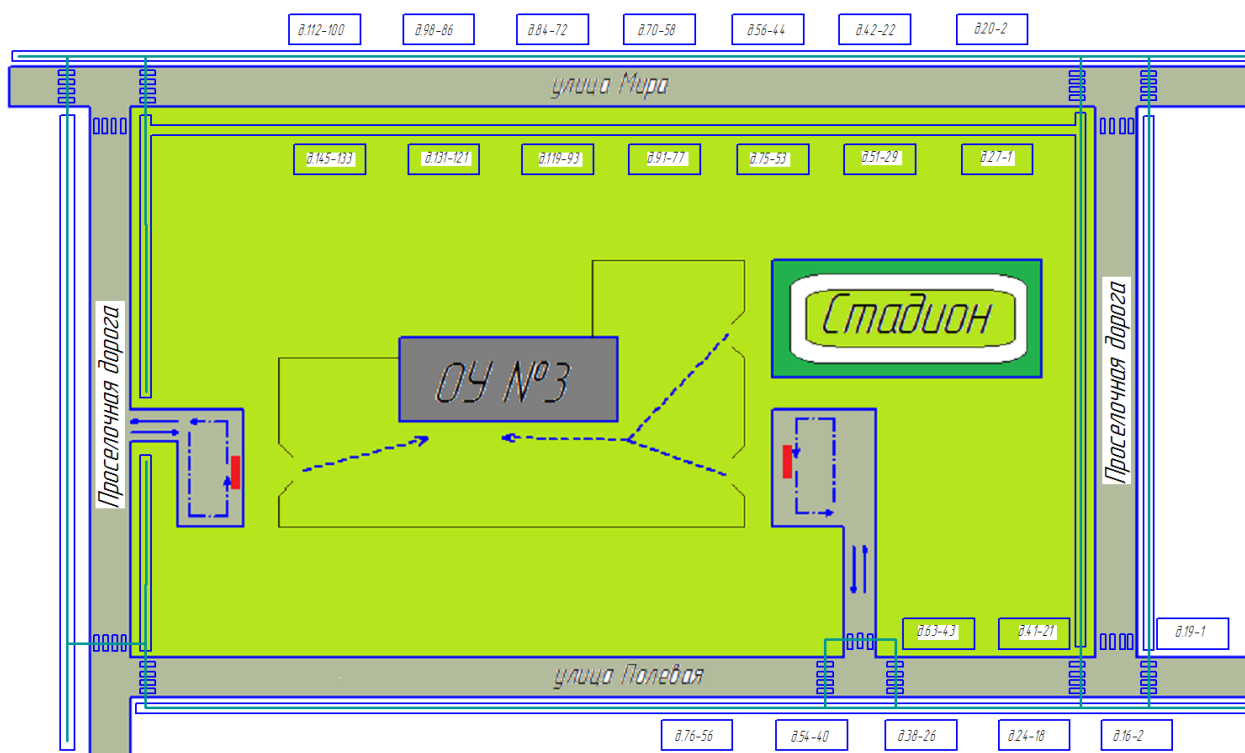 д.112-100
д.98-86
д.84-72
д.70-58
д.56-44
д.42-22
д.20-2
улица Мира
д.145-133
д.131-121
д.119-93
д.91-77
д.75-53
д.51-29
д.27-1
Стадион
ОУ №3
Проселочная дорога
Проселочная дорога
д.63-43
д.41-21
д.19-1
улица Полевая
д.76-56
д.54-40
д.38-26
д.24-18
д.16-2